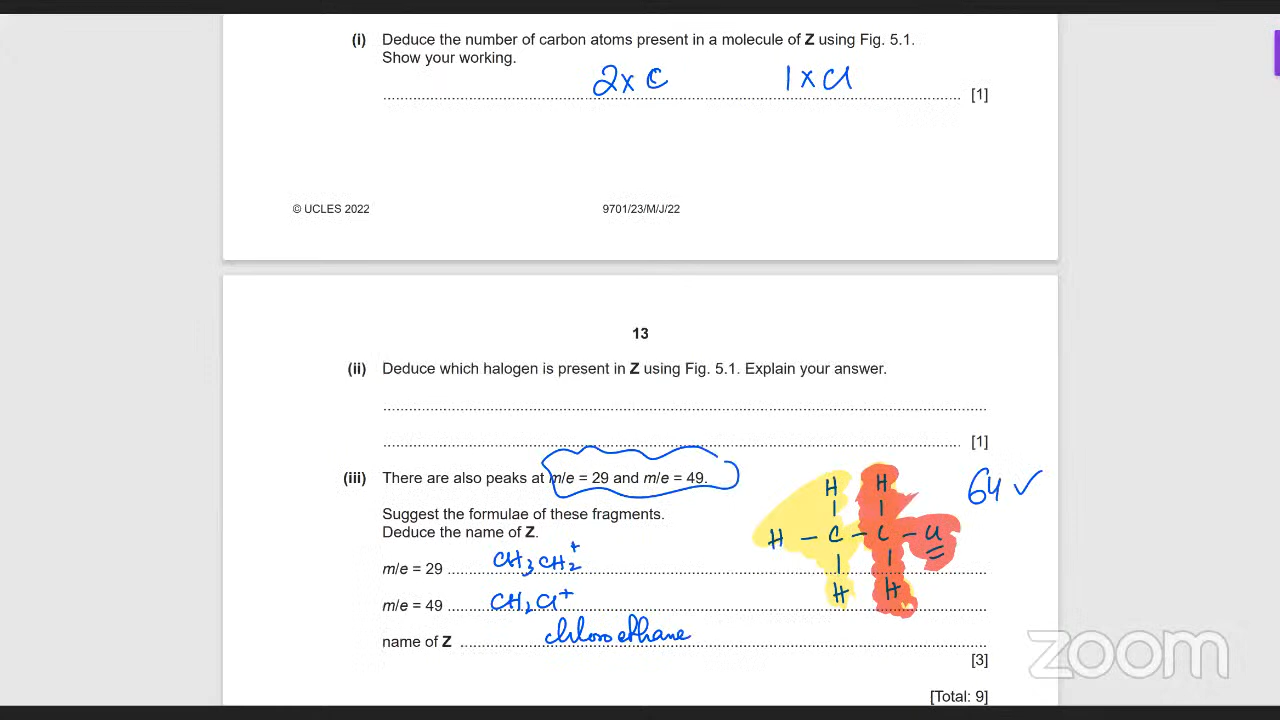 (i) Deduce the number of carbon atoms present in a molecule of Z using Fig. 5.1.
Show your working.
2 x C 1 x Cl
[1]
© UCLES 2022 9701/23/M/J/22
13
(ii) Deduce which halogen is present in Z using Fig. 5.1. Explain your answer.
[1]
(iii) There are also peaks at m/e = 29 and m/e = 49.
Suggest the formulae of these fragments.
Deduce the name of Z.
m/e = 29 CH3CH2+
m/e = 49 CH2Cl+
name of Z chloroethane
[3]
[Total: 9]
H H
H - C - C - Cl
H H
64 ✓
zoom